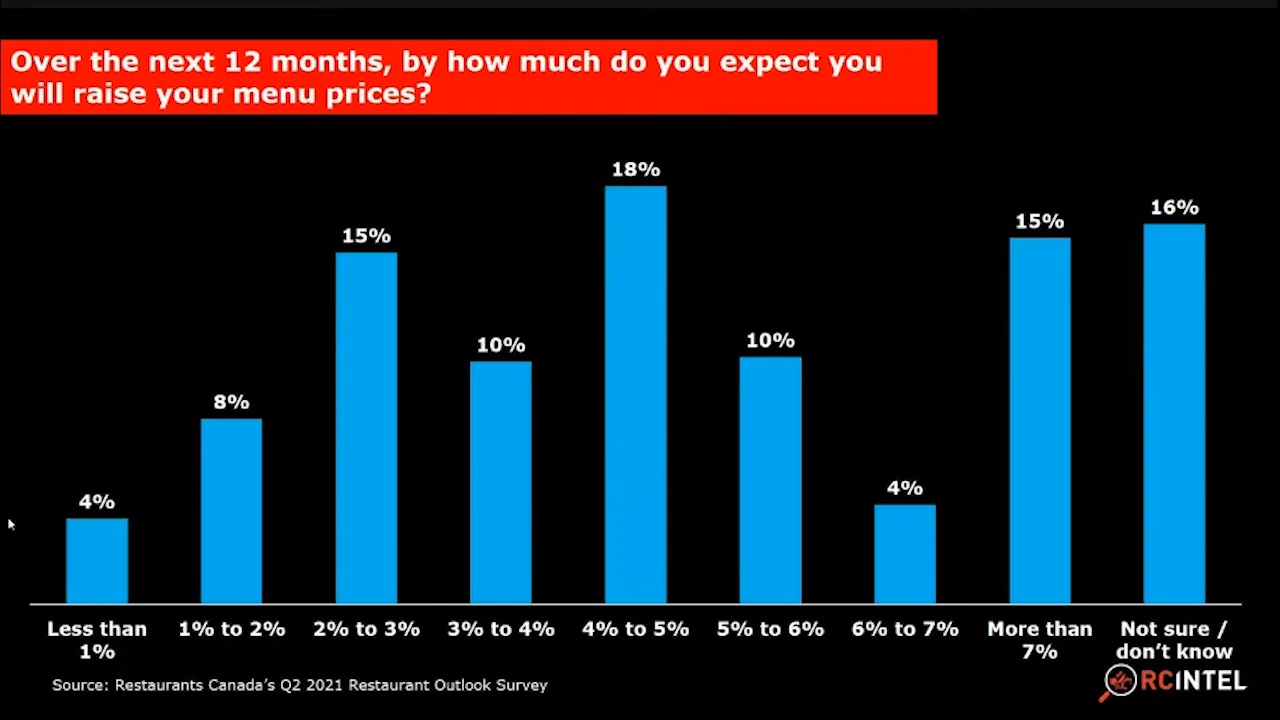 Over the next 12 months, by how much do you expect you
will raise your menu prices?
4%
8%
15%
10%
18%
10%
4%
15%
16%
Less than
1%
1% to 2%
2% to 3%
3% to 4%
4% to 5%
5% to 6%
6% to 7%
More than
7%
Not sure /
don’t know
Source: Restaurants Canada’s Q2 2021 Restaurant Outlook Survey
RCINTEL